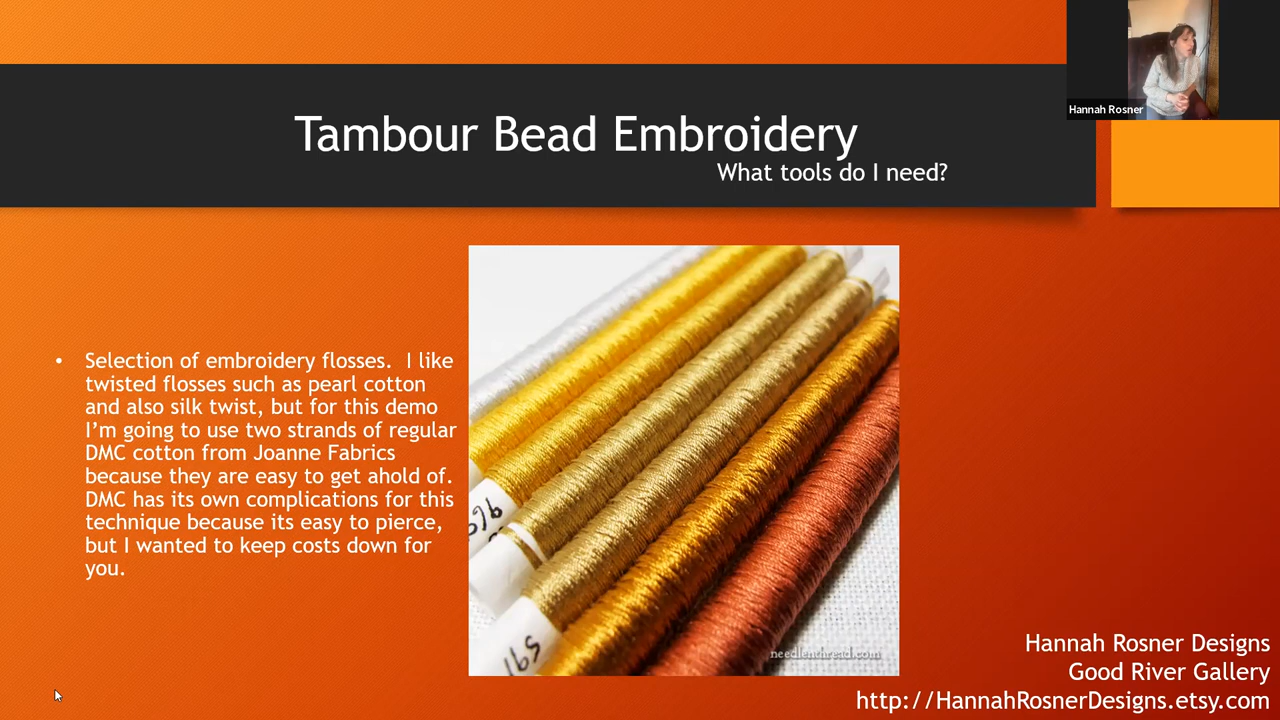 Hannah Rosner
Tambour Bead Embroidery
What tools do I need?
• Selection of embroidery flosses.  I like
twisted flosses such as pearl cotton
and also silk twist, but for this demo
I’m going to use two strands of regular
DMC cotton from Joanne Fabrics
because they are easy to get ahold of.
DMC has its own complications for this
technique because its easy to pierce,
but I wanted to keep costs down for
you.
needlenthread.com
Hannah Rosner Designs
Good River Gallery
http://HannahRosnerDesigns.etsy.com